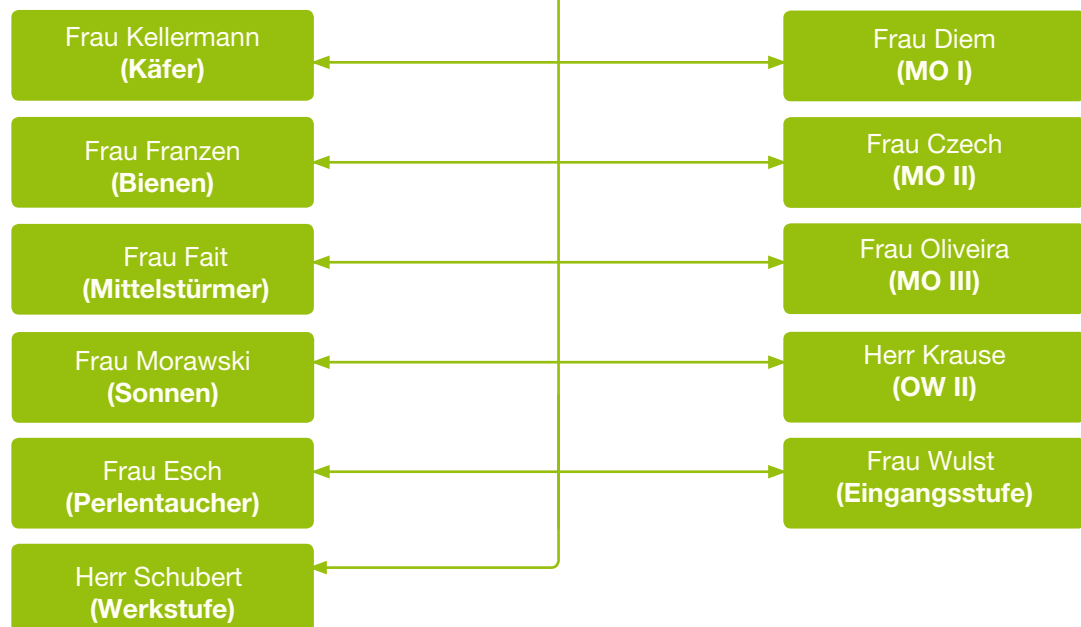 Frau Kellermann
(Käfer)
Frau Diem
(MO I)
Frau Franzen
(Bienen)
Frau Czech
(MO II)
Frau Fait
(Mittelstürmer)
Frau Oliveira
(MO III)
Frau Morawski
(Sonnen)
Herr Krause
(OW II)
Frau Esch
(Perlentaucher)
Frau Wulst
(Eingangsstufe)
Herr Schubert
(Werkstufe)